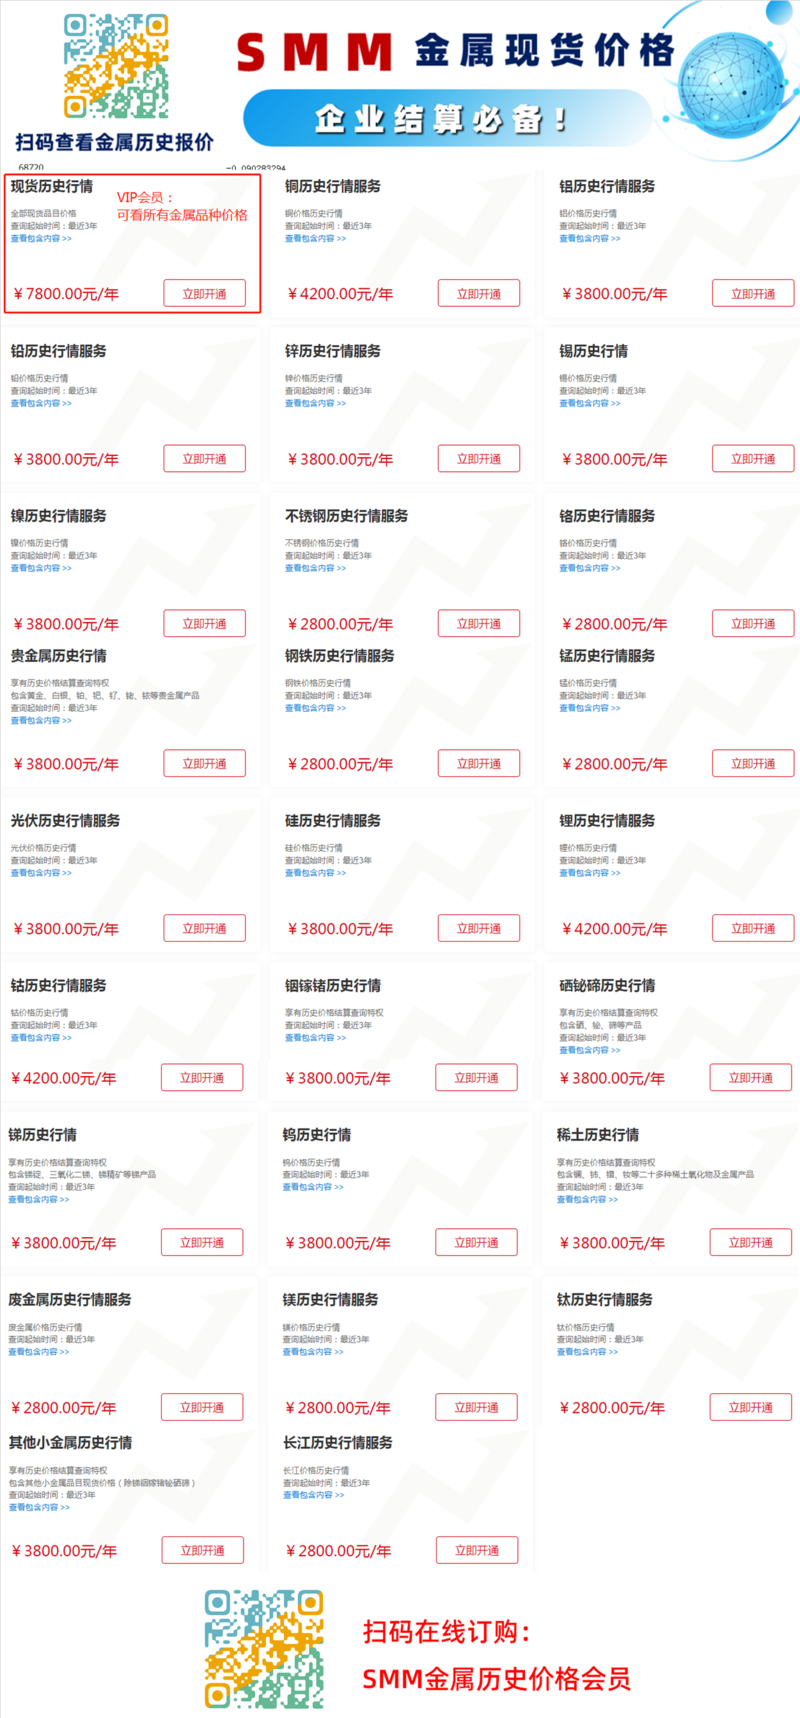 SMM 金属现货价格
企业结算必备！
扫码查看金属历史报价
68720
现货历史行情
VIP会员：
可看所有金属品种价格
全部现货品目价格
查询起始时间：最近3年
查看包含内容 >>
￥7800.00元/年
立即开通
铜历史行情服务
铜价格历史行情
查询起始时间：最近3年
查看包含内容 >>
￥4200.00元/年
立即开通
铝历史行情服务
铝价格历史行情
查询起始时间：最近3年
查看包含内容 >>
￥3800.00元/年
立即开通
铅历史行情服务
铅价格历史行情
查询起始时间：最近3年
查看包含内容 >>
￥3800.00元/年
立即开通
锌历史行情服务
锌价格历史行情
查询起始时间：最近3年
查看包含内容 >>
￥3800.00元/年
立即开通
锡历史行情
锡价格历史行情
查询起始时间：最近3年
查看包含内容 >>
￥3800.00元/年
立即开通
镍历史行情服务
镍价格历史行情
查询起始时间：最近3年
查看包含内容 >>
￥3800.00元/年
立即开通
不锈钢历史行情服务
不锈钢价格历史行情
查询起始时间：最近3年
查看包含内容 >>
￥2800.00元/年
立即开通
铬历史行情服务
铬价格历史行情
查询起始时间：最近3年
查看包含内容 >>
￥2800.00元/年
立即开通
贵金属历史行情
享有历史价格结算查询特权
包含黄金、白银、铂、钯、钌、铑、铱等贵金属产品
查询起始时间：最近3年
查看包含内容 >>
￥3800.00元/年
立即开通
钢铁历史行情服务
钢铁价格历史行情
查询起始时间：最近3年
查看包含内容 >>
￥2800.00元/年
立即开通
锰历史行情服务
锰价格历史行情
查询起始时间：最近3年
查看包含内容 >>
￥2800.00元/年
立即开通
光伏历史行情服务
光伏价格历史行情
查询起始时间：最近3年
查看包含内容 >>
￥3800.00元/年
立即开通
硅历史行情服务
硅价格历史行情
查询起始时间：最近3年
查看包含内容 >>
￥3800.00元/年
立即开通
锂历史行情服务
锂价格历史行情
查询起始时间：最近3年
查看包含内容 >>
￥4200.00元/年
立即开通
钴历史行情服务
钴价格历史行情
查询起始时间：最近3年
查看包含内容 >>
￥4200.00元/年
立即开通
铟镓锗历史行情
享有历史价格结算查询特权
查询起始时间：最近3年
查看包含内容 >>
￥3800.00元/年
立即开通
硒铋碲历史行情
享有历史价格结算查询特权
包含硒、铋、碲等产品
查询起始时间：最近3年
查看包含内容 >>
￥3800.00元/年
立即开通
锑历史行情
享有历史价格结算查询特权
包含锑锭、三氧化二锑、锑精矿等锑产品
查询起始时间：最近3年
查看包含内容 >>
￥3800.00元/年
立即开通
钨历史行情
钨价格历史行情
查询起始时间：最近3年
查看包含内容 >>
￥3800.00元/年
立即开通
稀土历史行情
享有历史价格结算查询特权
包含镧、铈、镨、钕等二十多种稀土氧化物及金属产品
查询起始时间：最近3年
查看包含内容 >>
￥3800.00元/年
立即开通
废金属历史行情服务
废金属价格历史行情
查询起始时间：最近3年
查看包含内容 >>
￥2800.00元/年
立即开通
镁历史行情服务
镁价格历史行情
查询起始时间：最近3年
查看包含内容 >>
￥2800.00元/年
立即开通
钛历史行情服务
钛价格历史行情
查询起始时间：最近3年
查看包含内容 >>
￥2800.00元/年
立即开通
其他小金属历史行情
享有历史价格结算查询特权
包含其他小金属品目现货价格（除锑铟镓锗铋硒碲）
查询起始时间：最近3年
查看包含内容 >>
￥3800.00元/年
立即开通
长江历史行情服务
长江价格历史行情
查询起始时间：最近3年
查看包含内容 >>
￥2800.00元/年
立即开通
扫码在线订购：
SMM金属历史价格会员